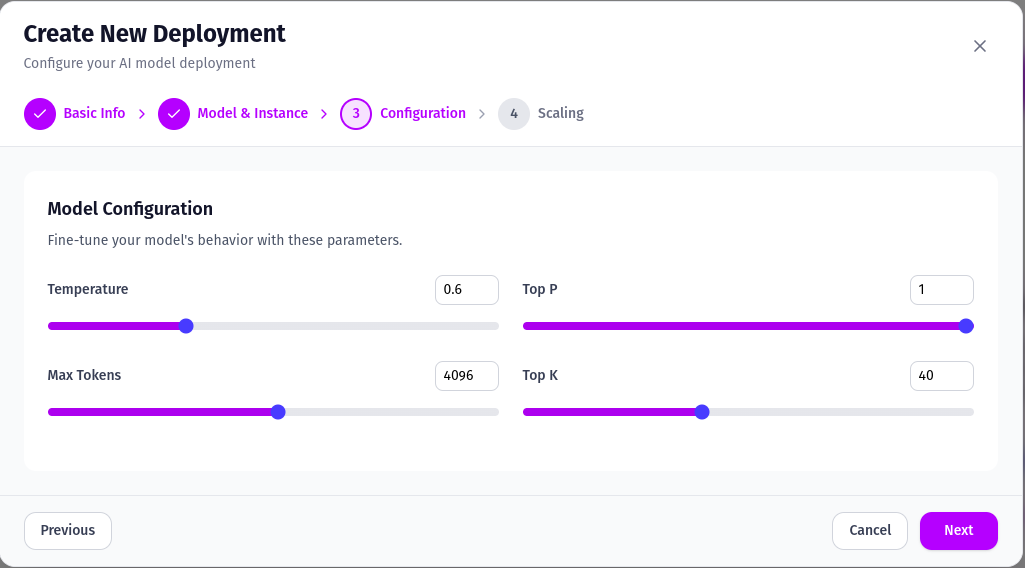 Create New Deployment
Configure your AI model deployment
Basic Info
Model & Instance
3
Configuration
4
Scaling
Model Configuration
Fine-tune your model's behavior with these parameters.
Temperature
0.6
Top P
1
Max Tokens
4096
Top K
40
Previous
Cancel
Next